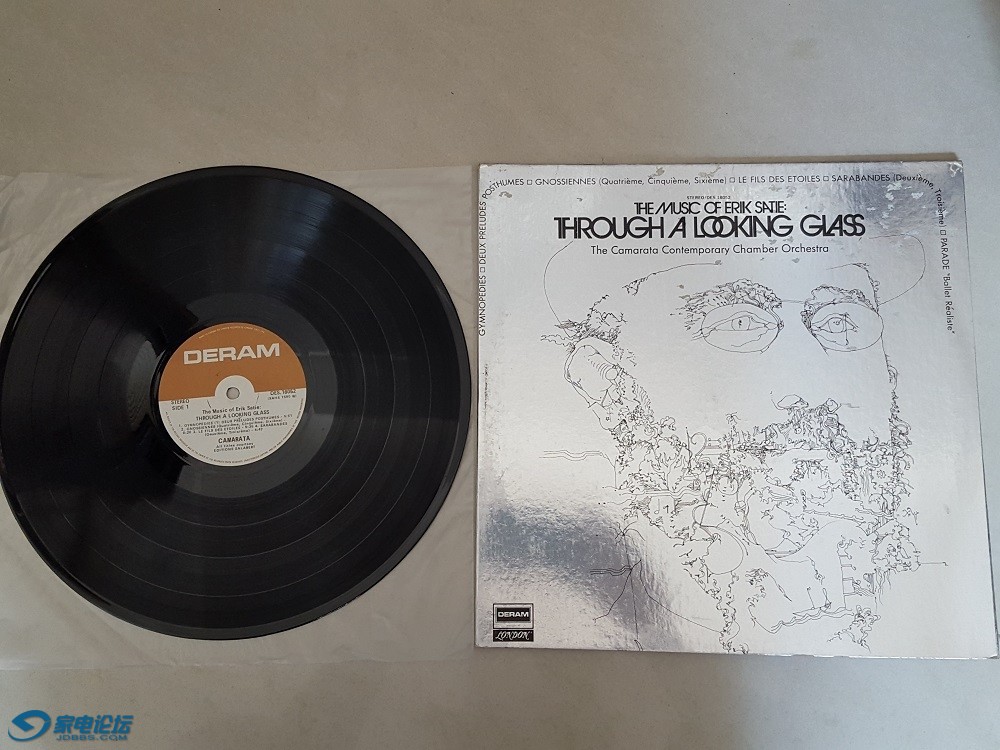 GYMNOPEDIES □ DEUX PRELUDES POSTHUMES □ GNOSSIENNES (Quatrième, Cinquième, Sixième) □ LE FILS DES ETOILES □ SARABANDES (Deuxième, Troisième) □ PARADE "Ballet Réaliste"
THE MUSIC OF ERIK SATIE:
THROUGH A LOOKING GLASS
The Camarata Contemporary Chamber Orchestra
DERAM
LONDON
DERAM
STEREO
SIDE 1
The Music of Erik Satie:
THROUGH A LOOKING GLASS
CAMARATA
家电论坛
JDBBS.COM